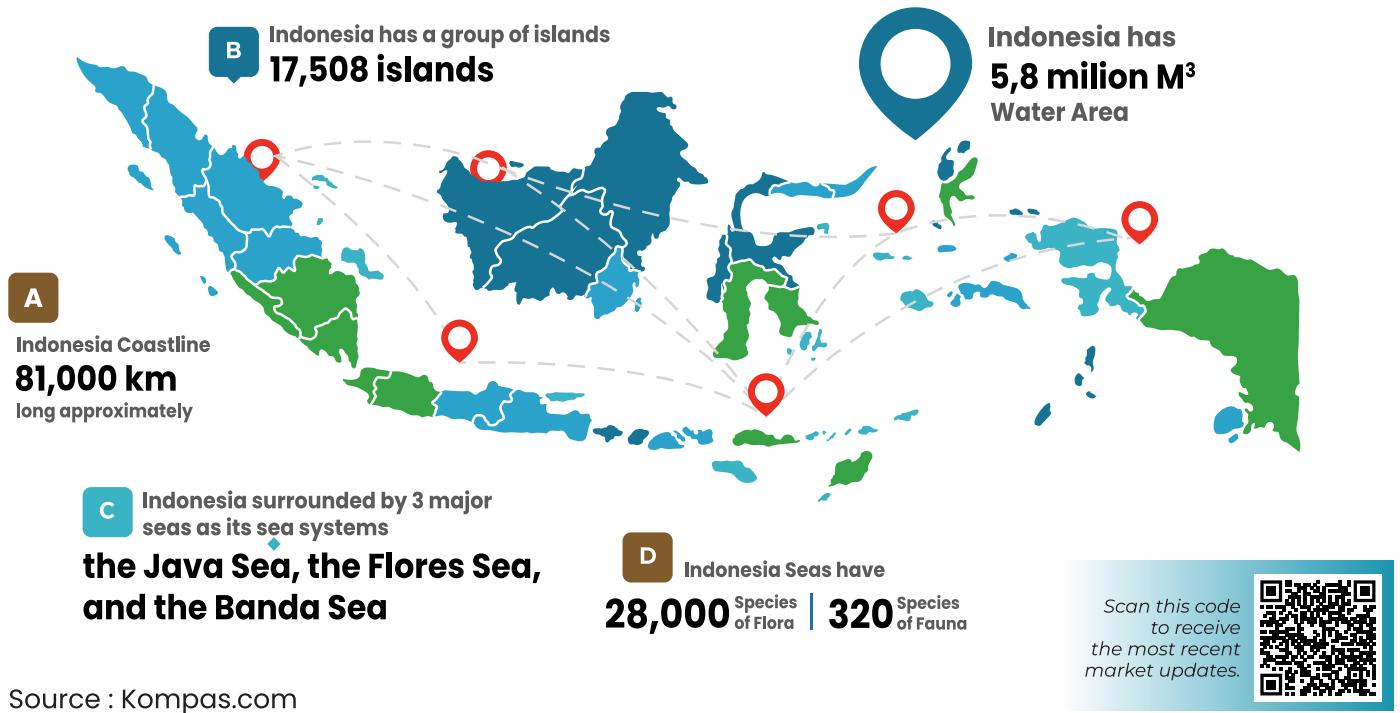 B
Indonesia has a group of islands
17,508 islands
Indonesia has
5,8 milion M³
Water Area
A
Indonesia Coastline
81,000 km
long approximately
C
Indonesia surrounded by 3 major
seas as its sea systems
the Java Sea, the Flores Sea,
and the Banda Sea
D
Indonesia Seas have
28,000 Species of Flora
320 Species of Fauna
Scan this code
to receive
the most recent
market updates.
Source : Kompas.com